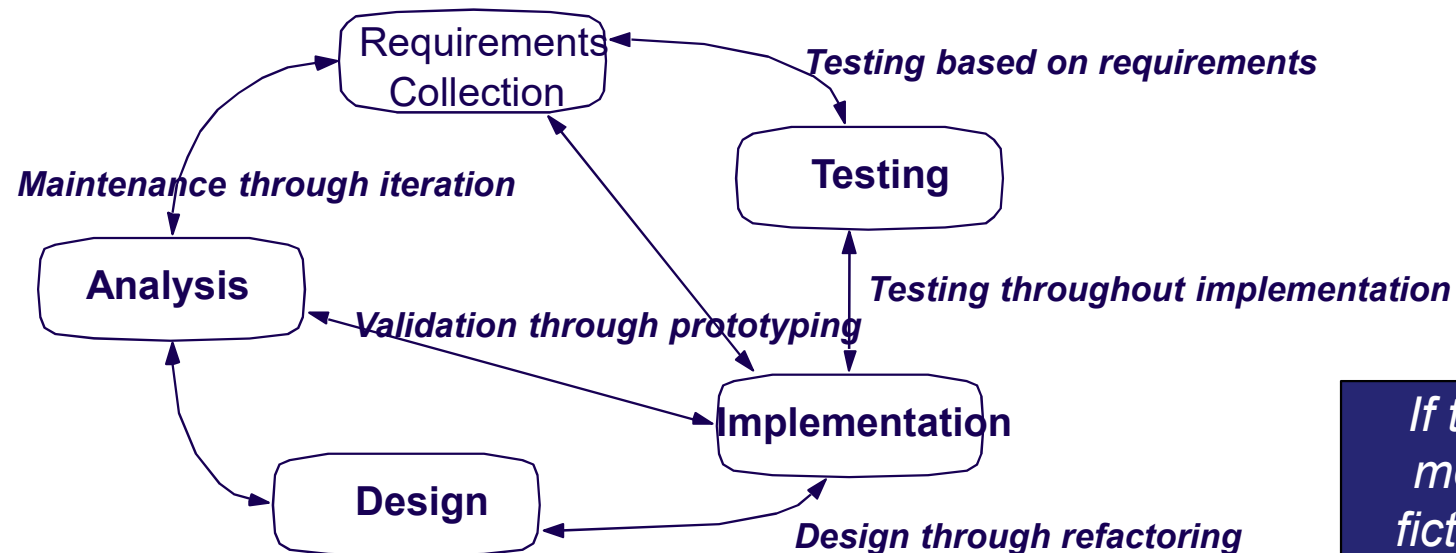 Requirements
Collection
Testing based on requirements
Testing
Maintenance through iteration
Analysis
Testing throughout implementation
Validation through prototyping
Implementation
Design
Design through refactoring
If